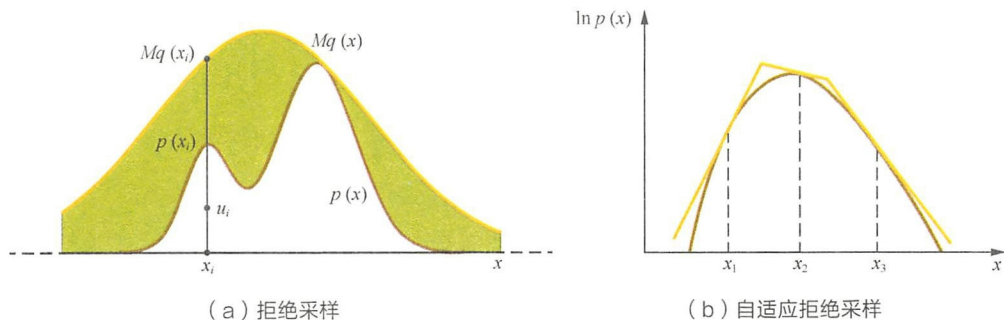 Mq (xᵢ)
Mq (x)
p (xᵢ)
p (x)
uᵢ
xᵢ
x
（a）拒绝采样
ln p (x)
x₁
x₂
x₃
x
（b）自适应拒绝采样